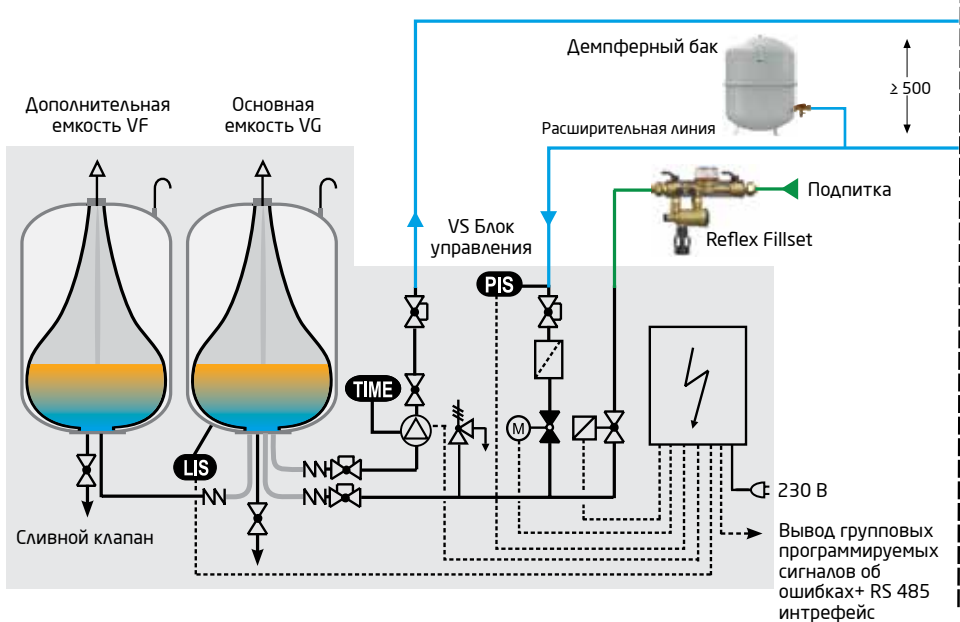 Демпферный бак
≥ 500
Дополнительная
емкость VF
Основная
емкость VG
Расширительная линия
Подпитка
VS Блок
управления
Reflex Fillset
PIS
TIME
M
LIS
230 В
Сливной клапан
Вывод групповых
программируемых
сигналов об
ошибках+ RS 485
интрефейс